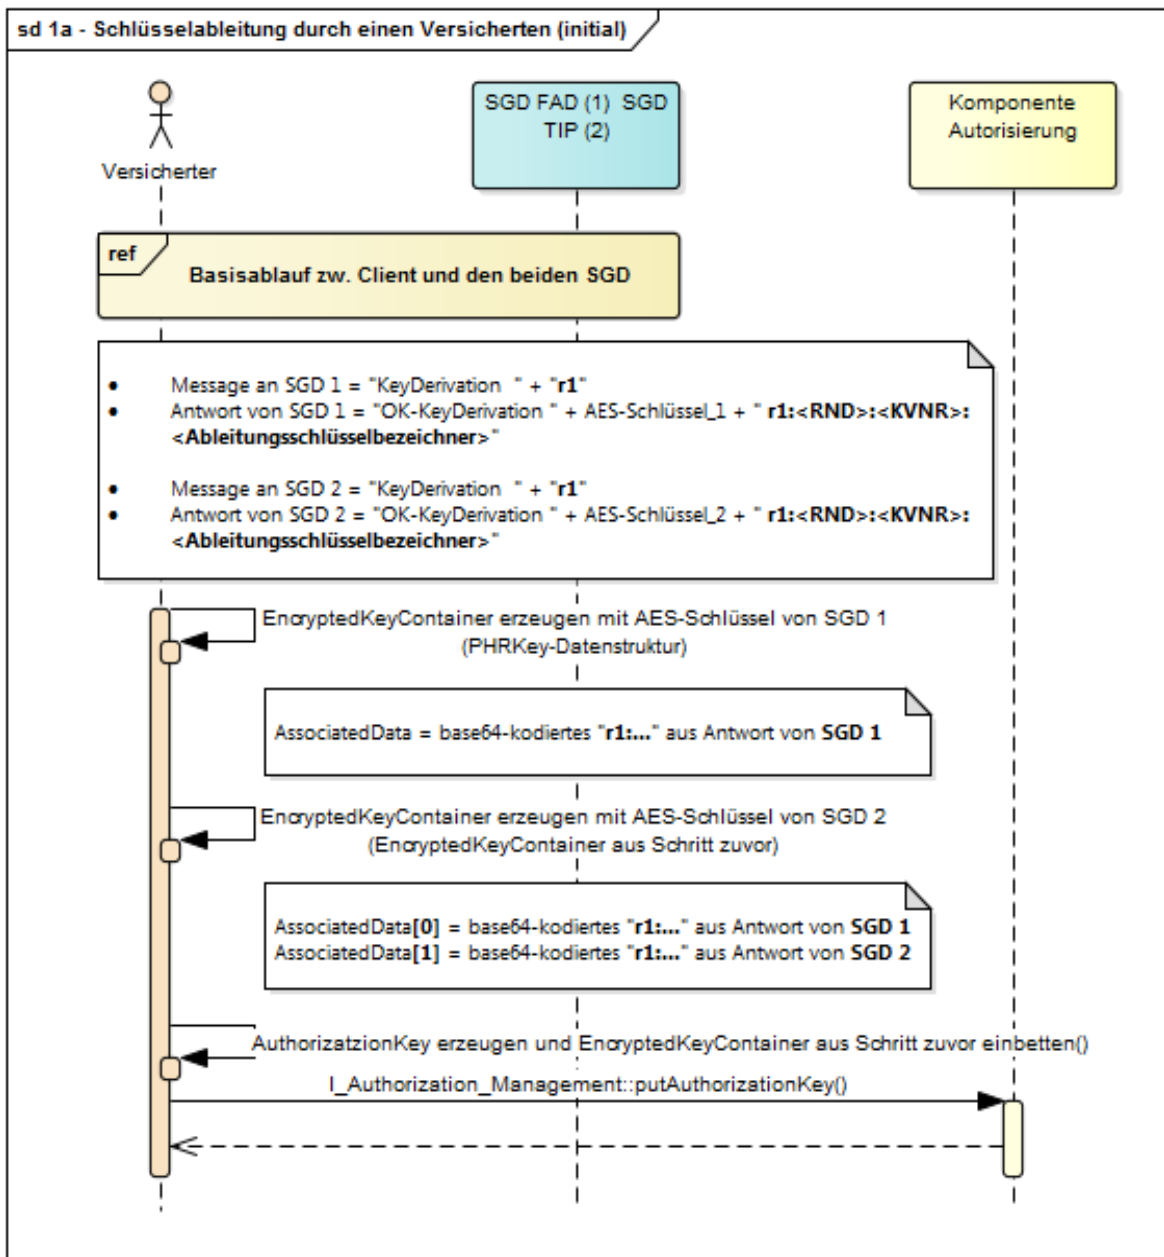 sd 1a - Schlüsselableitung durch einen Versicherten (initial)
SGD FAD (1) SGD
TIP (2)
Komponente
Autorisierung
Versicherter
ref
Basisablauf zw. Client und den beiden SGD
• Message an SGD 1 = "KeyDerivation " + "r1"
• Antwort von SGD 1 = "OK-KeyDerivation " + AES-Schlüssel_1 + " r1:<RND>:<KVNR>:
<Ableitungsschlüsselbezeichner>"
• Message an SGD 2 = "KeyDerivation " + "r1"
• Antwort von SGD 2 = "OK-KeyDerivation " + AES-Schlüssel_2 + " r1:<RND>:<KVNR>:
<Ableitungsschlüsselbezeichner>"
EncryptedKeyContainer erzeugen mit AES-Schlüssel von SGD 1
(PHRKey-Datenstruktur)
AssociatedData = base64-kodiertes "r1:..." aus Antwort von SGD 1
EncryptedKeyContainer erzeugen mit AES-Schlüssel von SGD 2
(EncryptedKeyContainer aus Schritt zuvor)
AssociatedData[0] = base64-kodiertes "r1:..." aus Antwort von SGD 1
AssociatedData[1] = base64-kodiertes "r1:..." aus Antwort von SGD 2
AuthorizatzionKey erzeugen und EncryptedKeyContainer aus Schritt zuvor einbetten()
I_Authorization_Management::putAuthorizationKey()